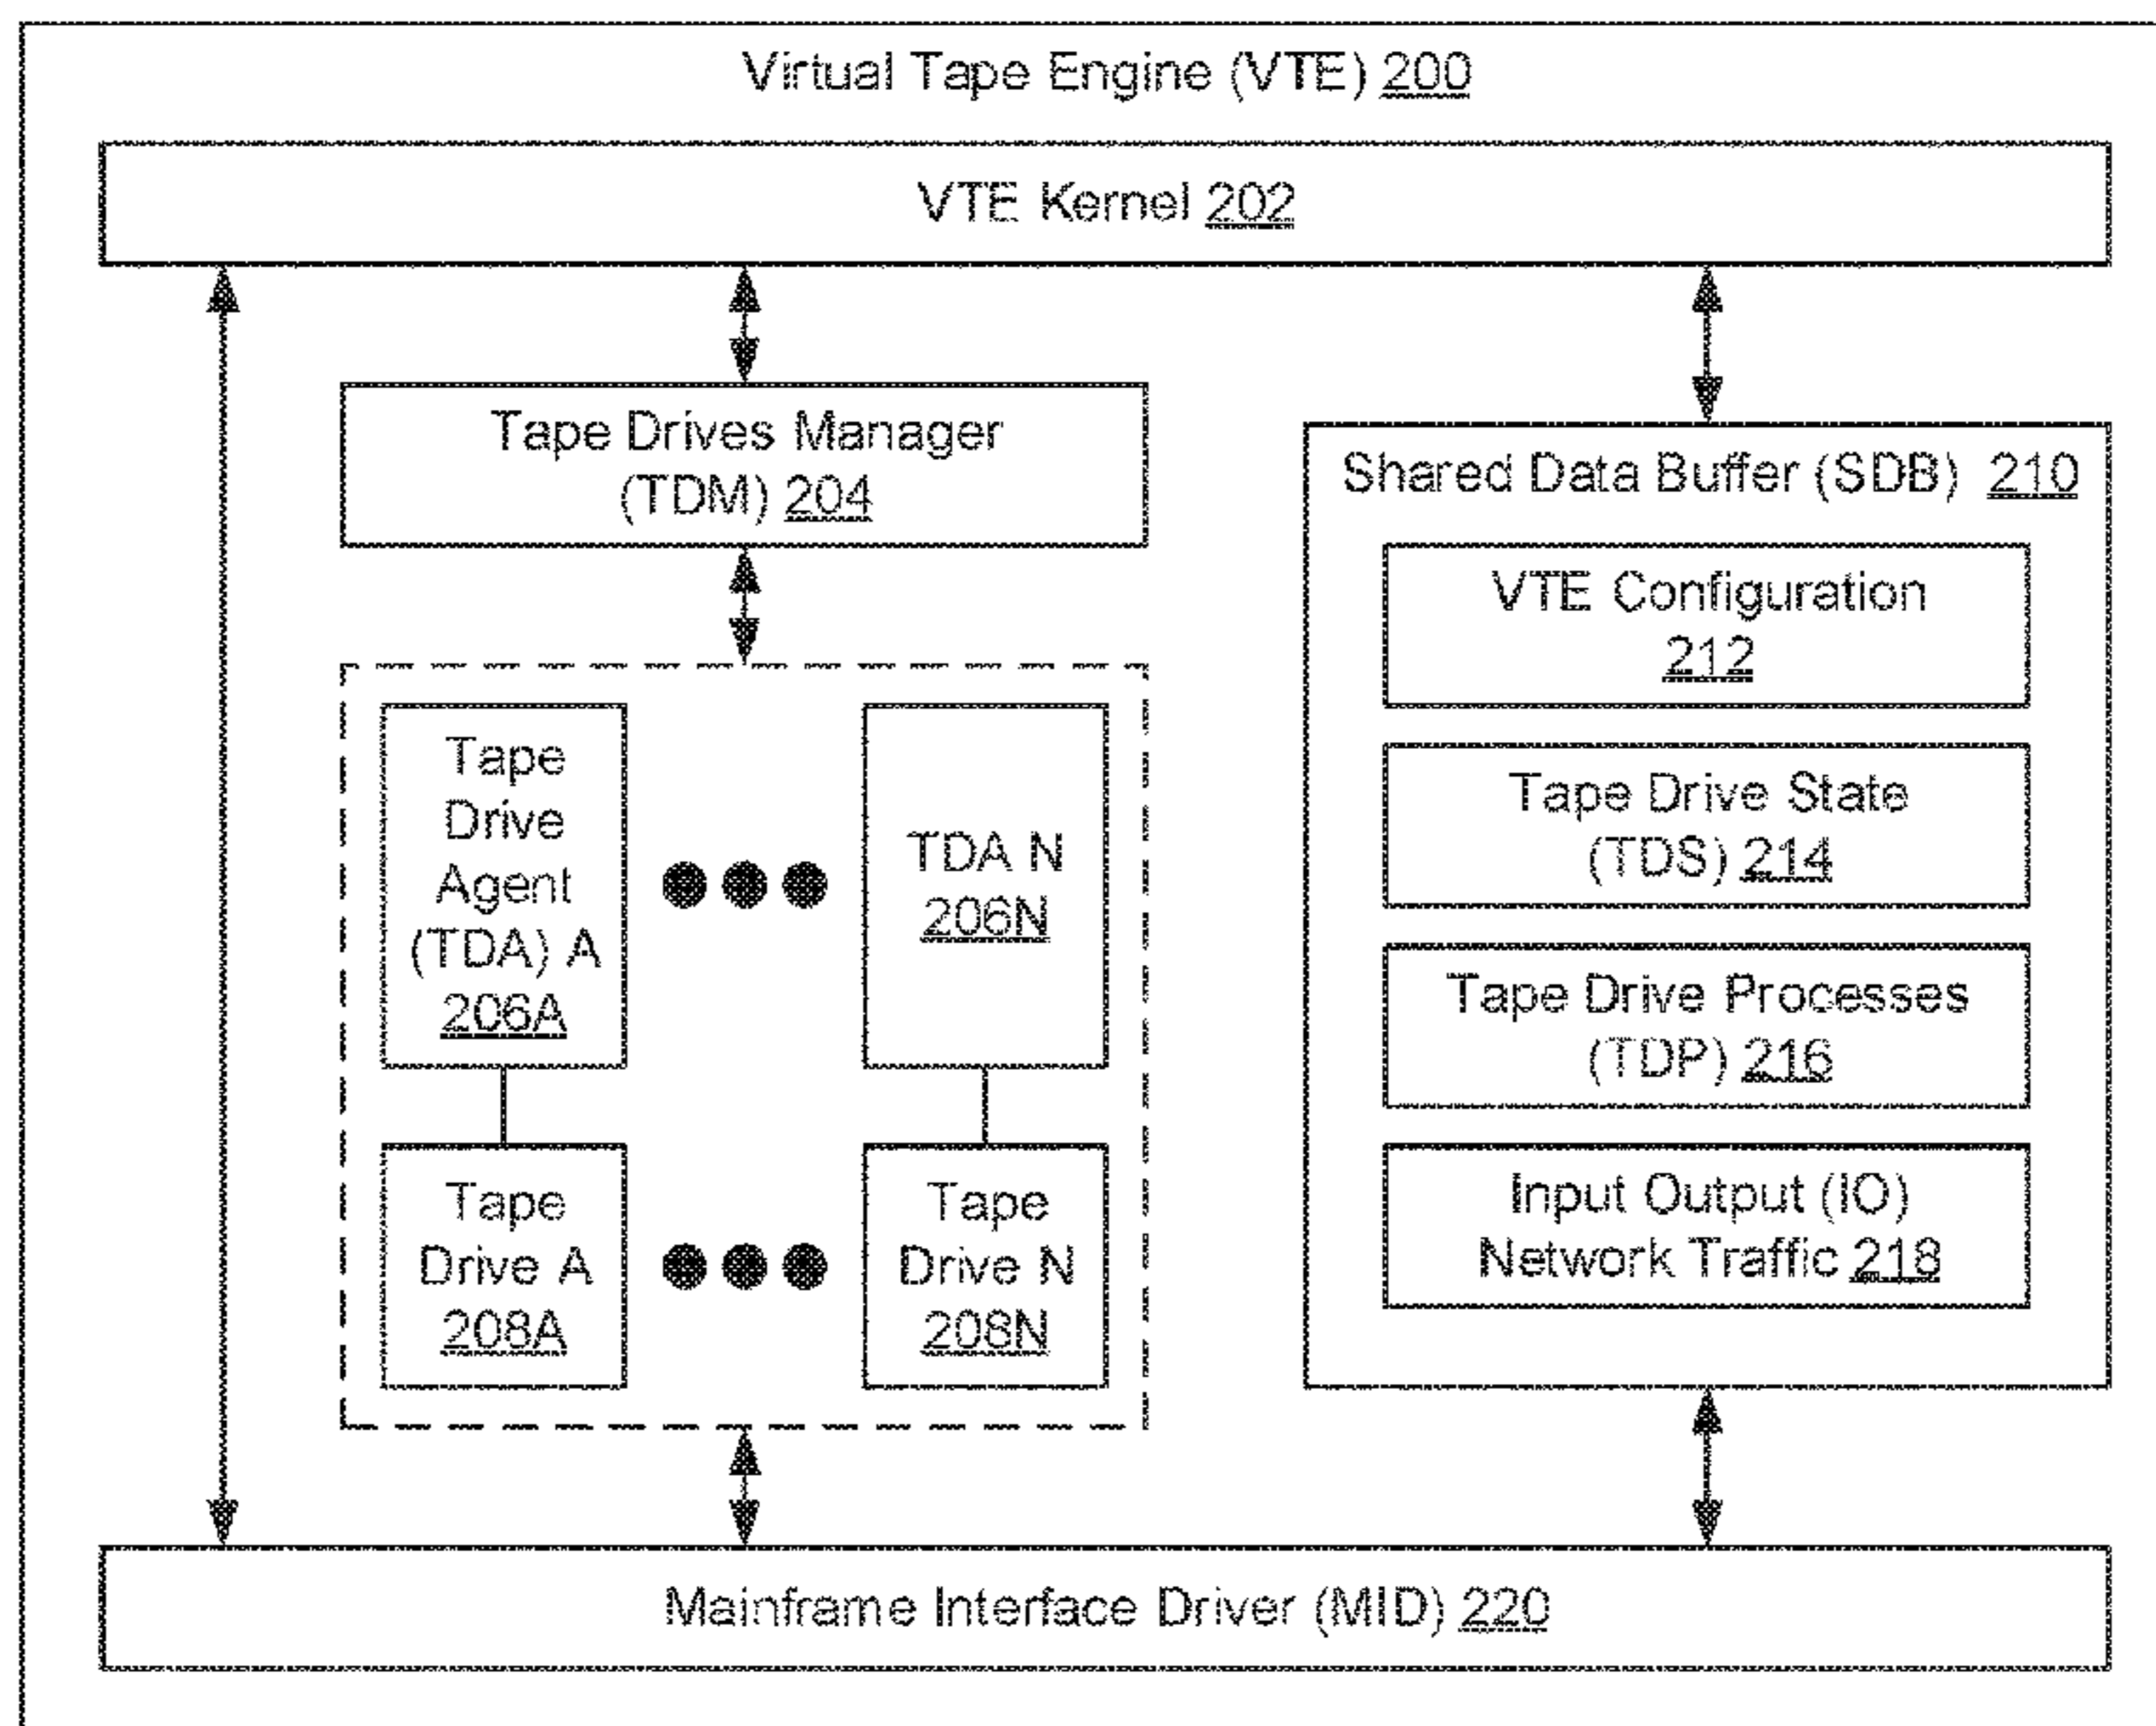 Virtual Tape Engine (VTE) 200
VTE Kernel 202
Tape Drives Manager
(TDM) 204
Tape
Drive
Agent
(TDA) A
206A
TDA N
206N
Tape
Drive A
208A
Tape
Drive N
208N
Shared Data Buffer (SDB) 210
VTE Configuration
212
Tape Drive State
(TDS) 214
Tape Drive Processes
(TDP) 216
Input Output (IO)
Network Traffic 218
Mainframe Interface Driver (MID) 220